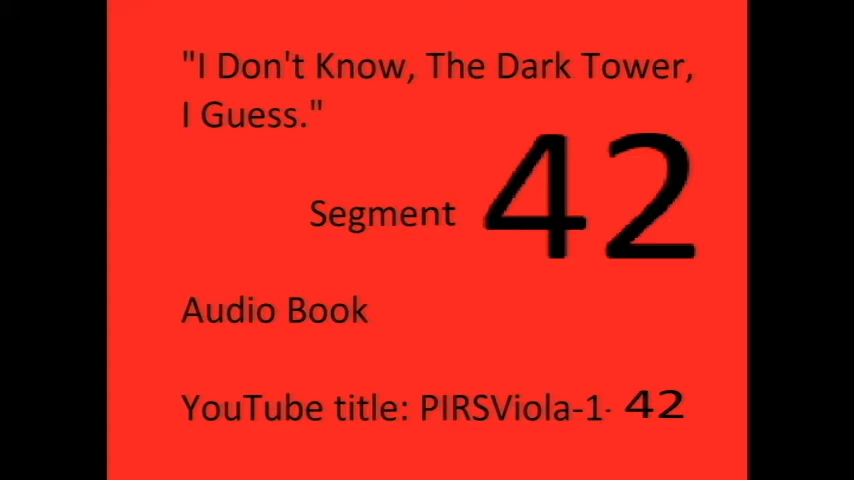 "I Don't Know, The Dark Tower,
I Guess."
Segment 42
Audio Book
YouTube title: PIRSViola-1- 42